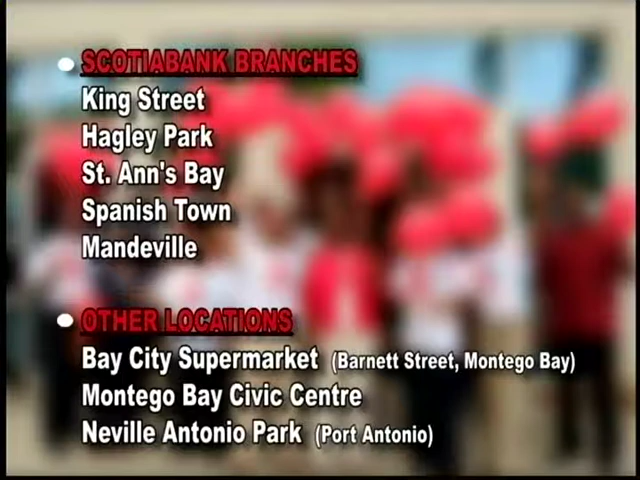 SCOTIABANK BRANCHES
King Street
Hagley Park
St. Ann's Bay
Spanish Town
Mandeville
OTHER LOCATIONS
Bay City Supermarket (Barnett Street, Montego Bay)
Montego Bay Civic Centre
Neville Antonio Park (Port Antonio)